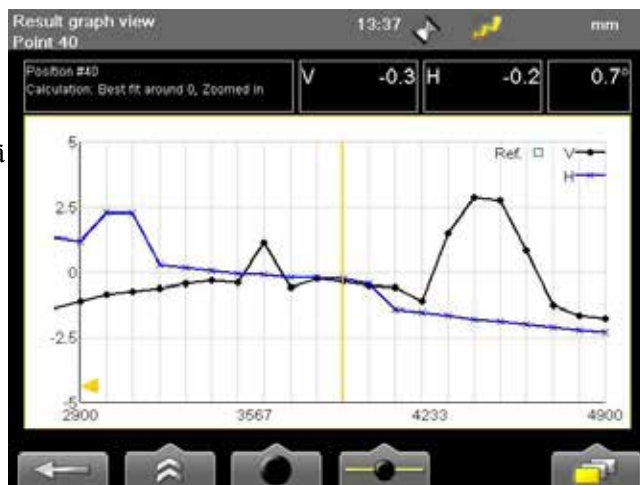 Result graph view 13:37 mm
Point 40
Position #40
Calculation: Best fit around 0, Zoomed in
V -0.3 H -0.2 0.7°
ä
5
Ref. V
H
2.5
0
-2.5
-5
2900 3567 4233 4900